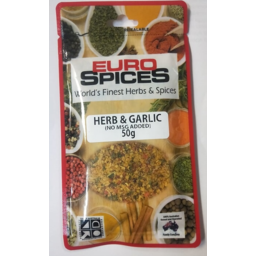 EURO
SPICES
World's Finest Herbs & Spices
HERB & GARLIC
(NO MSG ADDED)
50g